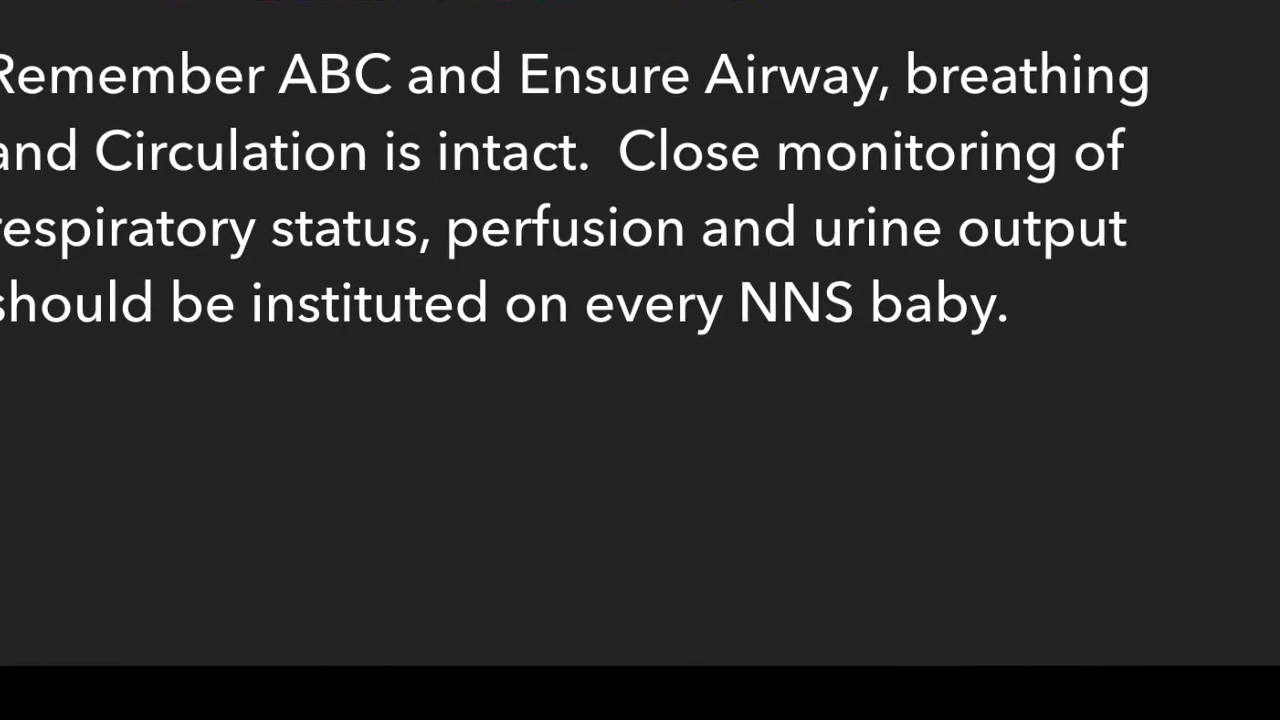 Remember ABC and Ensure Airway, breathing
and Circulation is intact.  Close monitoring of
respiratory status, perfusion and urine output
should be instituted on every NNS baby.